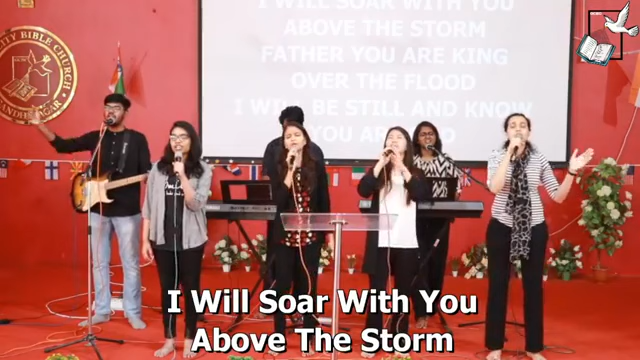 I WILL SOAR WITH YOU
ABOVE THE STORM
FATHER YOU ARE KING
OVER THE FLOOD
I WILL BE STILL AND KNOW
YOU ARE
CITY BIBLE CHURCH
I Will Soar With You
Above The Storm